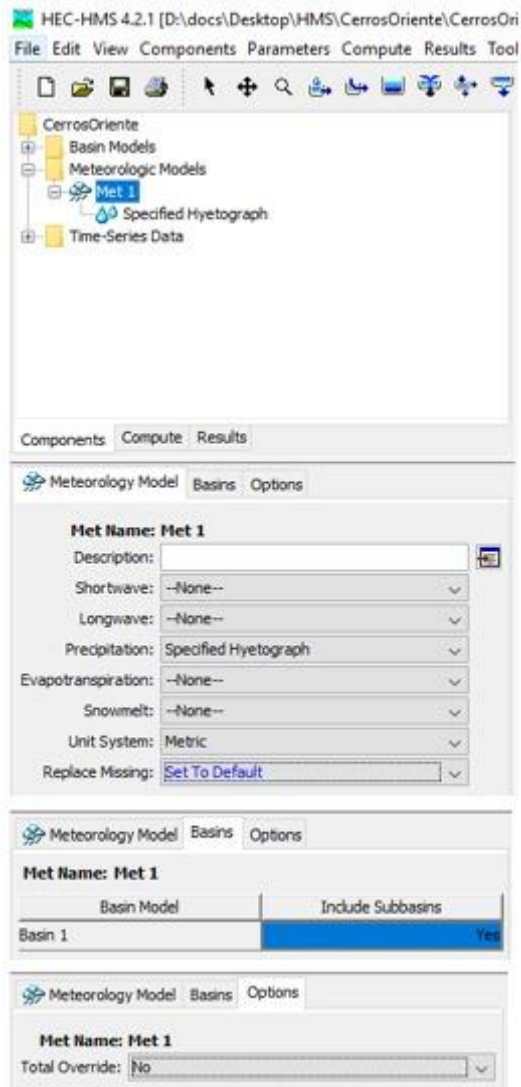 HEC-HMS 4.2.1 [D:\docs\Desktop\HMS\CerrosOriente\CerrosOri
File Edit View Components Parameters Compute Results Tool
CerrosOriente
Basin Models
Meteorologic Models
Met 1
Specified Hyetograph
Time-Series Data
Components Compute Results
Meteorology Model Basins Options
Met Name: Met 1
Description:
Shortwave: --None--
Longwave: --None--
Precipitation: Specified Hyetograph
Evapotranspiration: --None--
Snowmelt: --None--
Unit System: Metric
Replace Missing: Set To Default
Meteorology Model Basins Options
Met Name: Met 1
Basin Model Include Subbasins
Basin 1 Yes
Meteorology Model Basins Options
Met Name: Met 1
Total Override: No